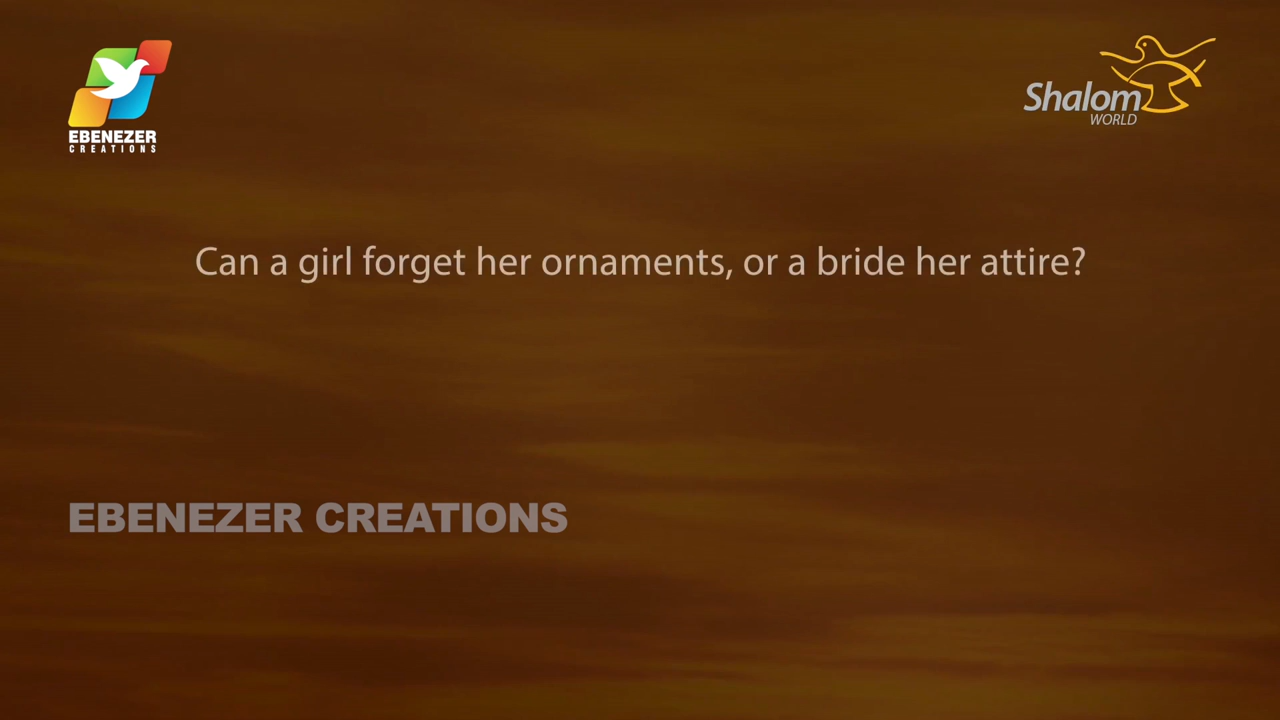 EBENEZER
CREATIONS
Shalom
WORLD
Can a girl forget her ornaments, or a bride her attire?
EBENEZER CREATIONS